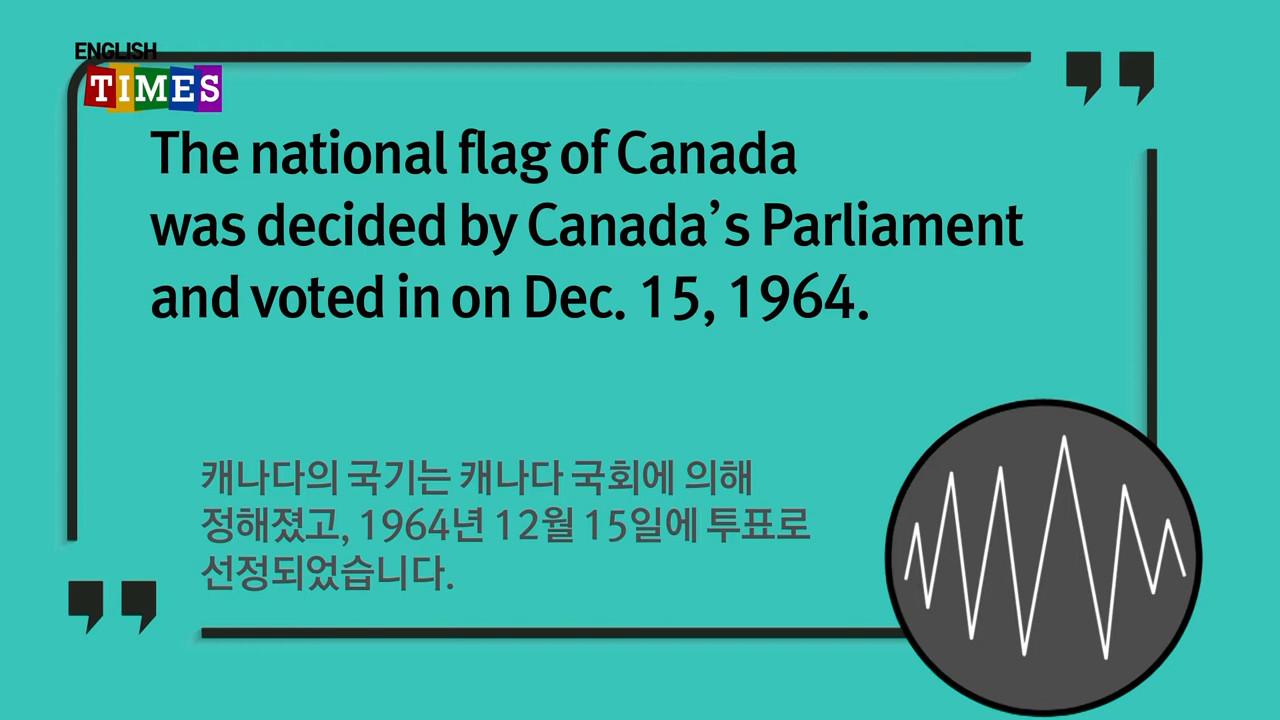 ENGLISH
TIMES
The national flag of Canada
was decided by Canada’s Parliament
and voted in on Dec. 15, 1964.
캐나다의 국기는 캐나다 국회에 의해
정해졌고, 1964년 12월 15일에 투표로
선정되었습니다.